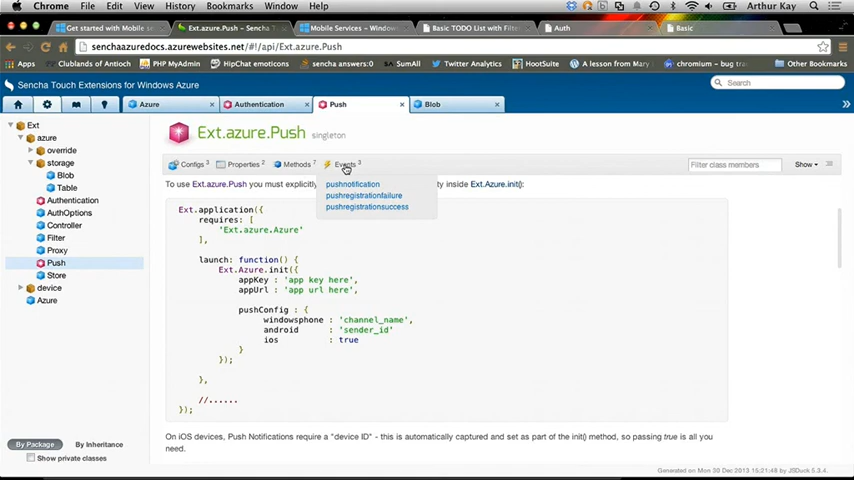 Chrome File Edit View History Bookmarks Window Help Arthur Kay
Get started with Mobile se Ext.azure.Push - Sencha T Mobile Services - Windows Basic TODO List with Filter Auth Basic
senchaazuredocs.azurewebsites.net/#!/api/Ext.azure.Push
Apps Clublands of Antioch PHP MyAdmin HipChat emoticons sencha answers:0 SumAll Twitter Analytics HootSuite A lesson from Mary chromium - bug trac Other Bookmarks
Sencha Touch Extensions for Windows Azure
Search
Azure Authentication Push Blob
Ext
azure
override
storage
Blob
Table
Authentication
AuthOptions
Controller
Filter
Proxy
Push
Store
device
Azure
By Package By Inheritance
Show private classes
Ext.azure.Push singleton
Configs 3 Properties 2 Methods 7 Events 3 Filter class members Show
pushnotification
pushregistrationfailure
pushregistrationsuccess
To use Ext.azure.Push you must explicitly inside Ext.Azure.init():
Ext.application({
requires: [
'Ext.azure.Azure'
],
launch: function() {
Ext.Azure.init({
appKey : 'app key here',
appUrl : 'app url here',
pushConfig : {
windowsphone : 'channel_name',
android : 'sender_id'
ios : true
}
});
},
//......
});
On iOS devices, Push Notifications require a "device ID" - this is automatically captured and set as part of the init() method, so passing true is all you
need.
Generated on Mon 30 Dec 2013 15:21:48 by JSDuck 5.3.4.